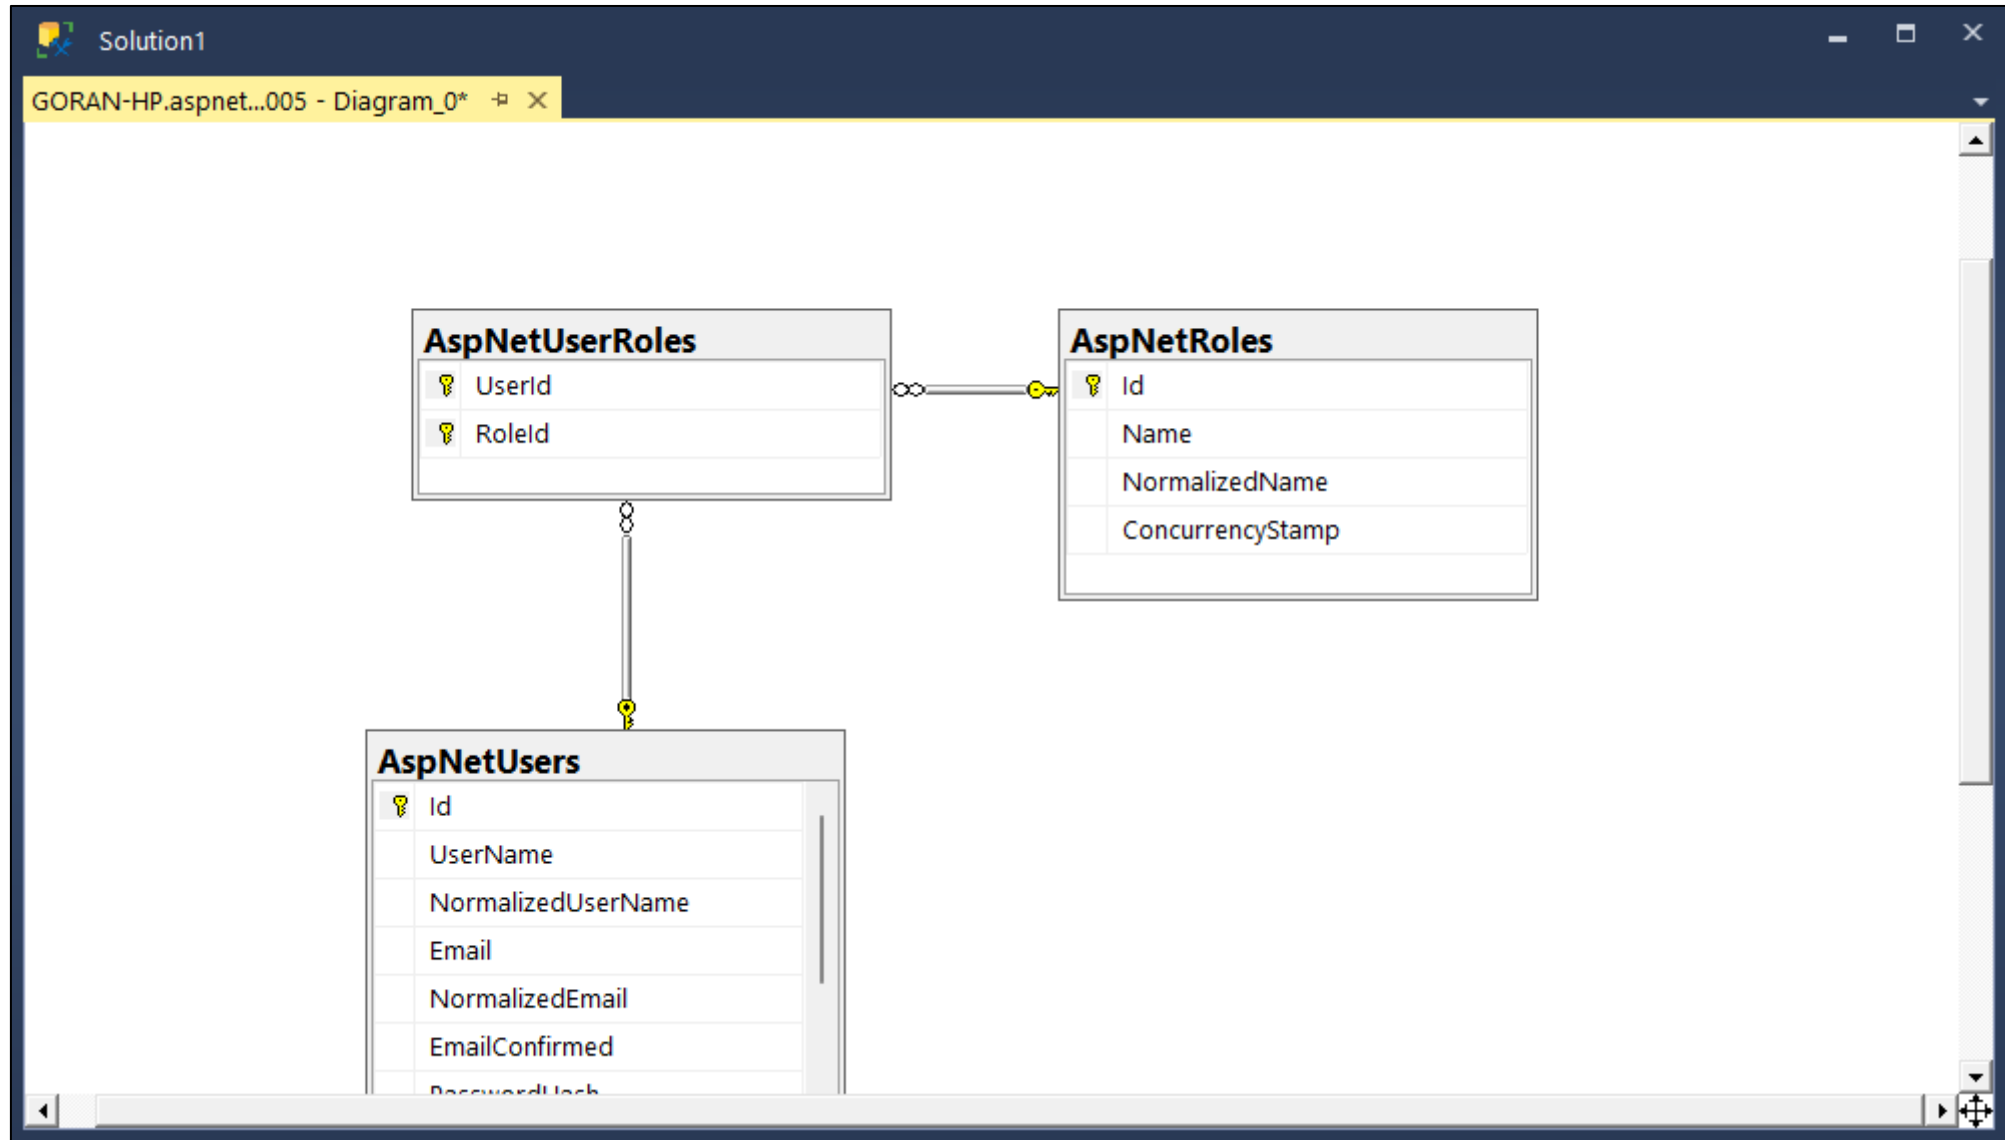 Solution1
GORAN-HP.aspnet...005 - Diagram_0*
AspNetUserRoles
UserId
RoleId
AspNetRoles
Id
Name
NormalizedName
ConcurrencyStamp
AspNetUsers
Id
UserName
NormalizedUserName
Email
NormalizedEmail
EmailConfirmed
PasswordHash